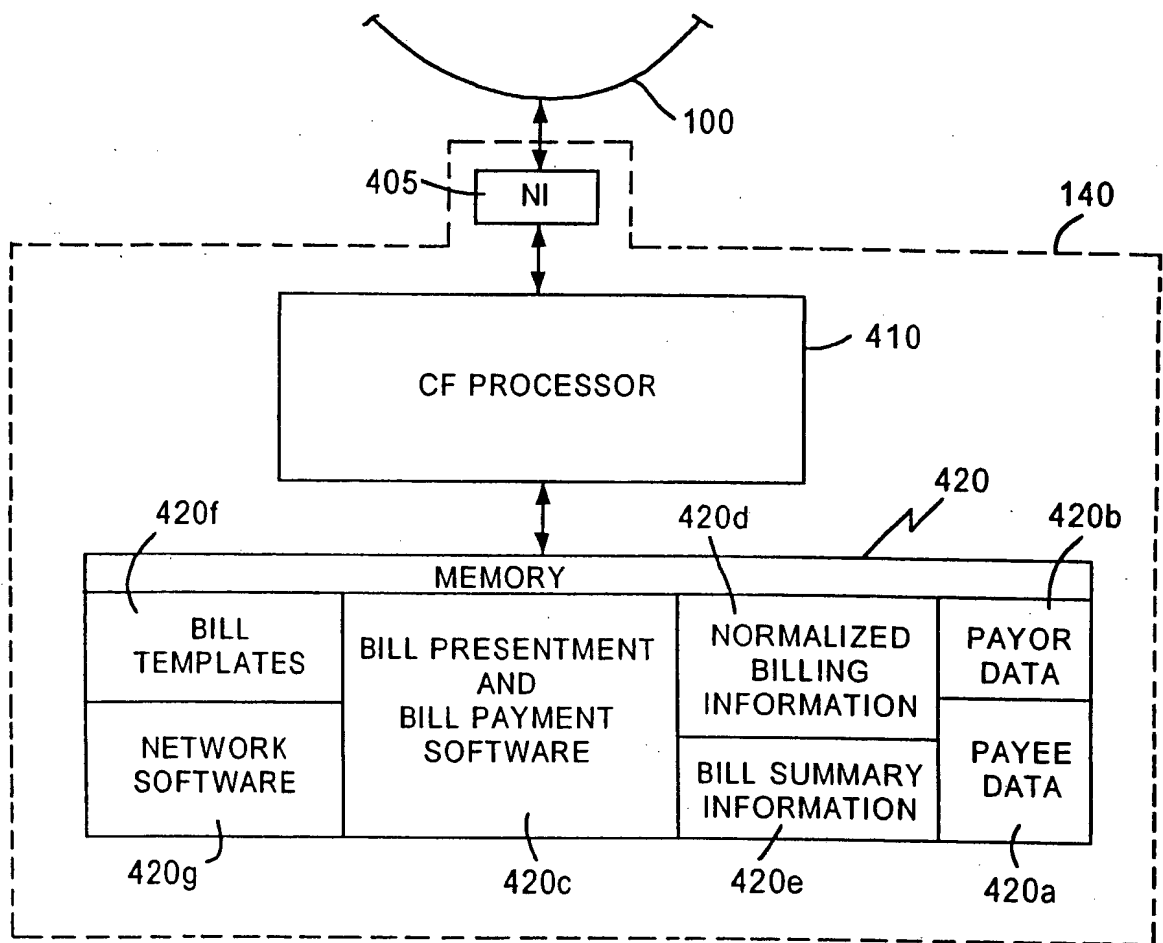 100
405
NI
140
410
CF PROCESSOR
420f
420d
420
420b
MEMORY
BILL
TEMPLATES
BILL PRESENTMENT
AND
BILL PAYMENT
SOFTWARE
NORMALIZED
BILLING
INFORMATION
PAYOR
DATA
NETWORK
SOFTWARE
BILL SUMMARY
INFORMATION
PAYEE
DATA
420g
420c
420e
420a